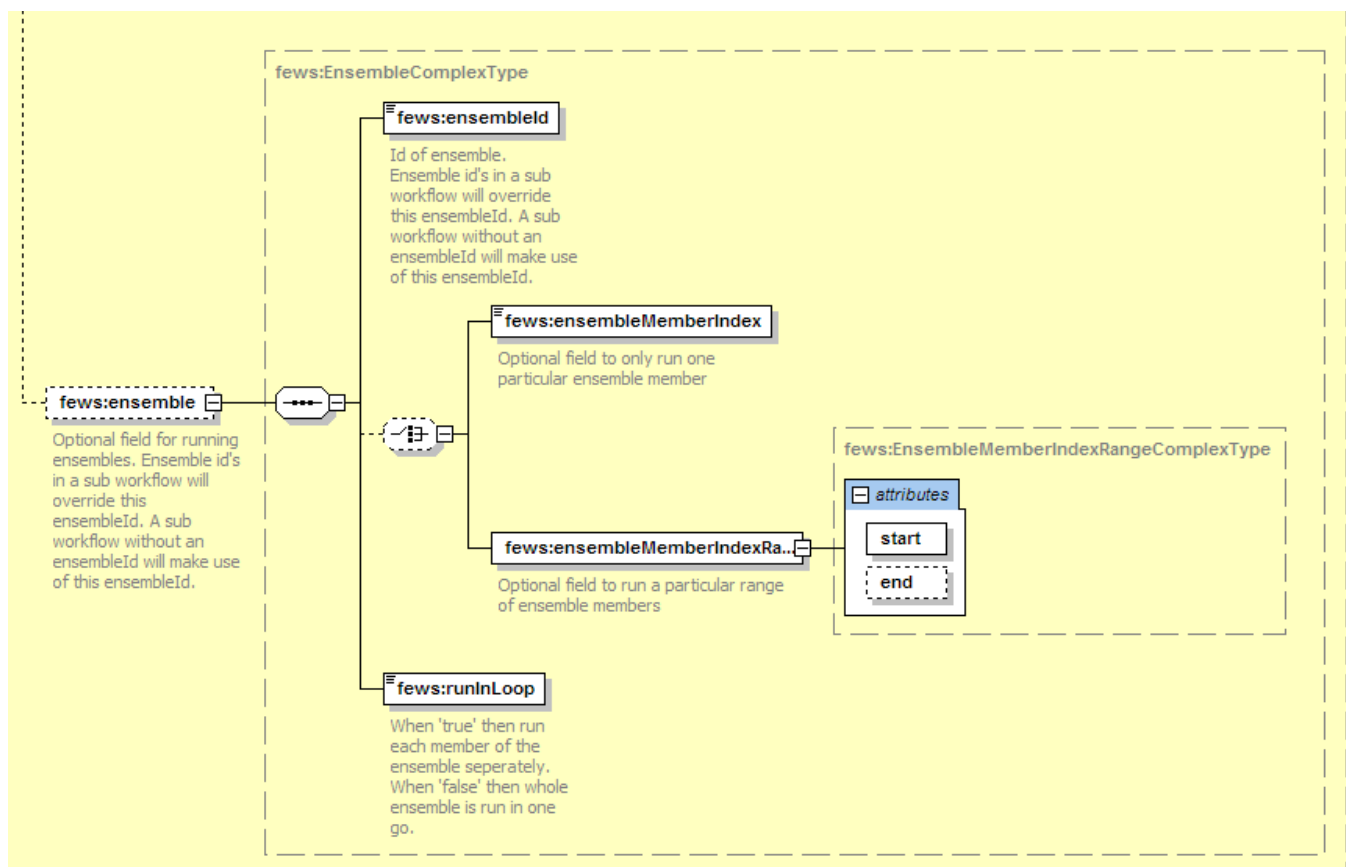 fews:EnsembleComplexType
fews:ensembleId
Id of ensemble.
Ensemble id's in a sub
workflow will override
this ensembleId. A sub
workflow without an
ensembleId will make use
of this ensembleId.
fews:ensembleMemberIndex
Optional field to only run one
particular ensemble member
fews:ensemble
Optional field for running
ensembles. Ensemble id's
in a sub workflow will
override this
ensembleId. A sub
workflow without an
ensembleId will make use
of this ensembleId.
fews:EnsembleMemberIndexRangeComplexType
attributes
start
end
fews:ensembleMemberIndexRa...
Optional field to run a particular range
of ensemble members
fews:runInLoop
When 'true' then run
each member of the
ensemble seperately.
When 'false' then whole
ensemble is run in one
go.